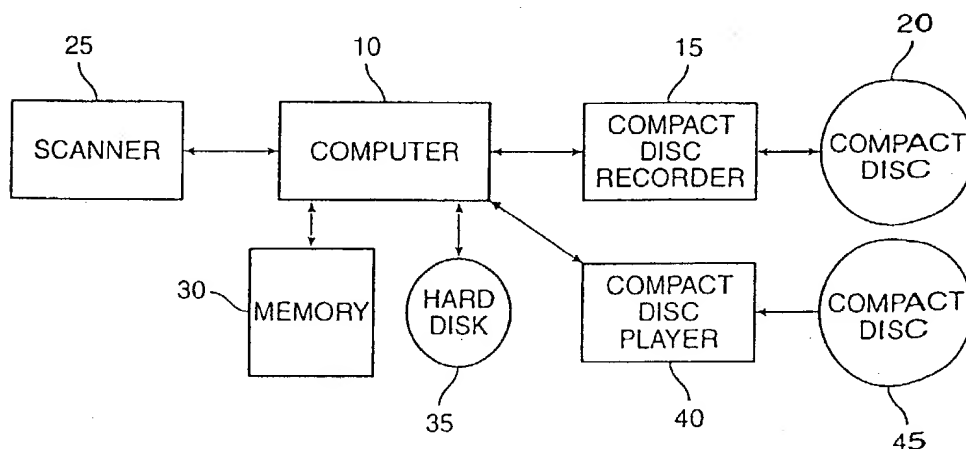 25
10
15
20
SCANNER
COMPUTER
COMPACT
DISC
RECORDER
COMPACT
DISC
30
MEMORY
HARD
DISK
COMPACT
DISC
PLAYER
COMPACT
DISC
35
40
45